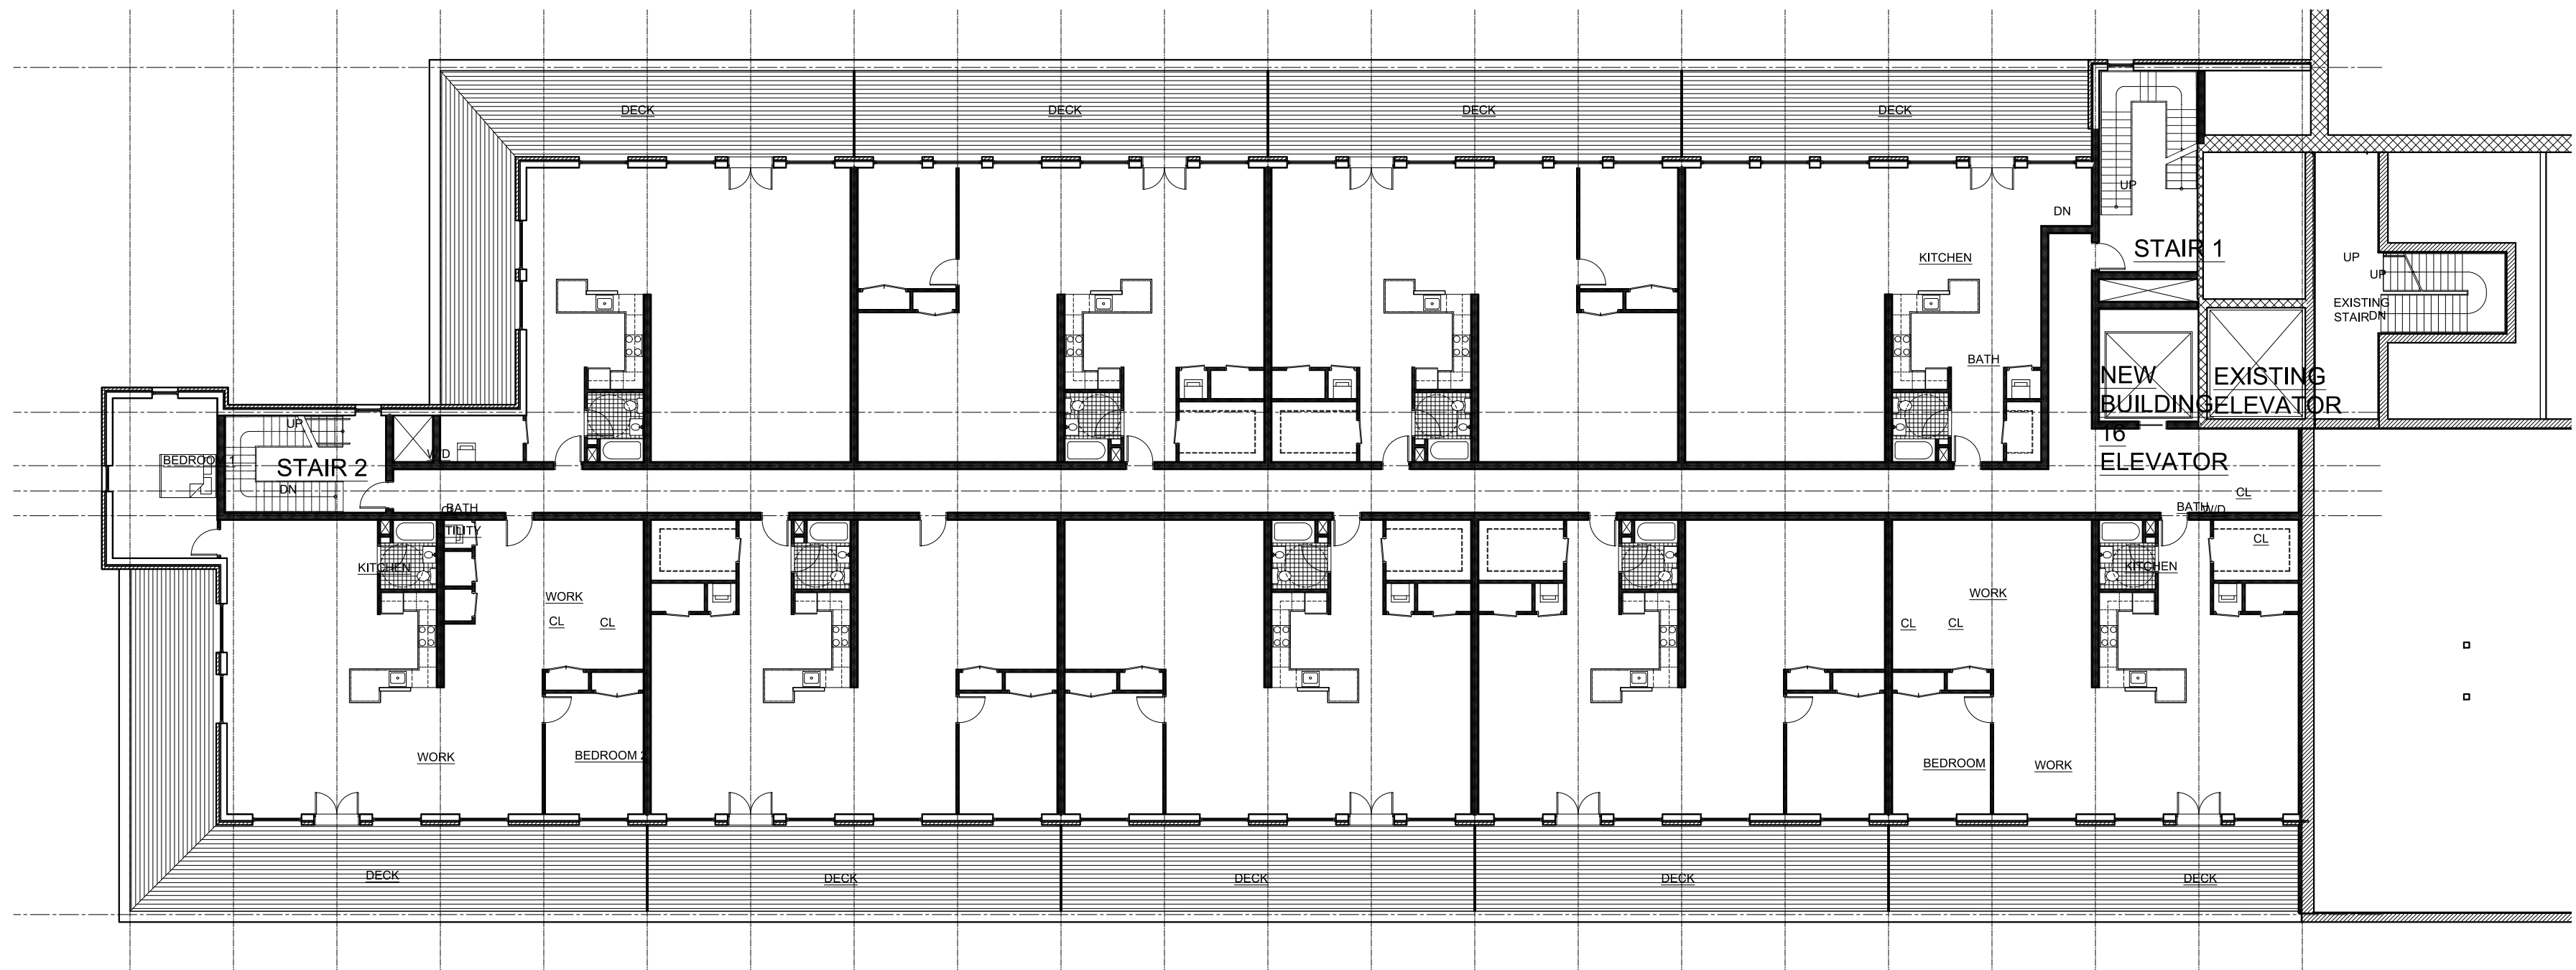 DECK
DECK
DECK
DECK
UP
DN
STAIR 1
KITCHEN
UP
UP
EXISTING
STAIR
DN
BATH
NEW
BUILDING
16
ELEVATOR
EXISTING
ELEVATOR
UP
W/D
BEDROOM 1
STAIR 2
DN
CL
BATH
W/D
BATH
KITCHEN
CL
KITCHEN
WORK
CL
CL
WORK
CL
CL
WORK
BEDROOM 2
BEDROOM
WORK
DECK
DECK
DECK
DECK
DECK